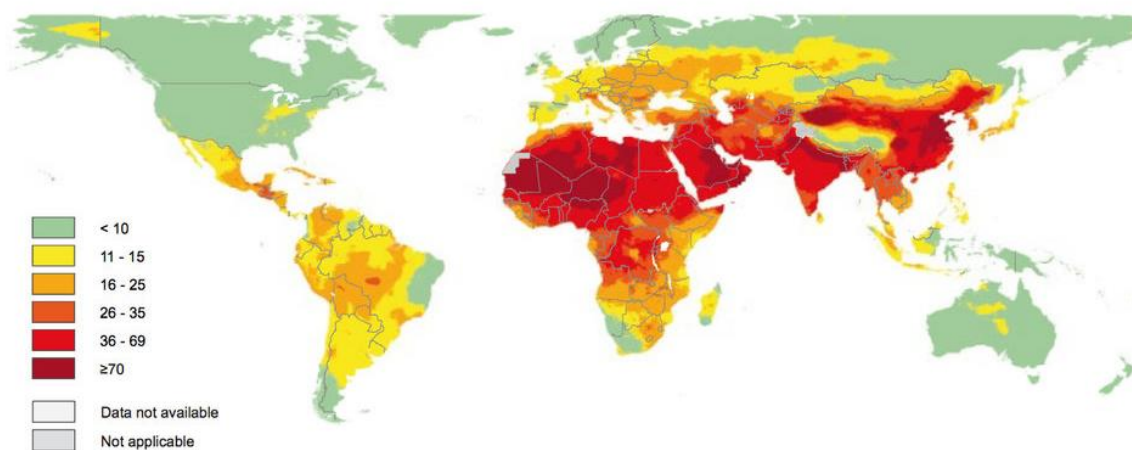 < 10
11 - 15
16 - 25
26 - 35
36 - 69
≥70
Data not available
Not applicable